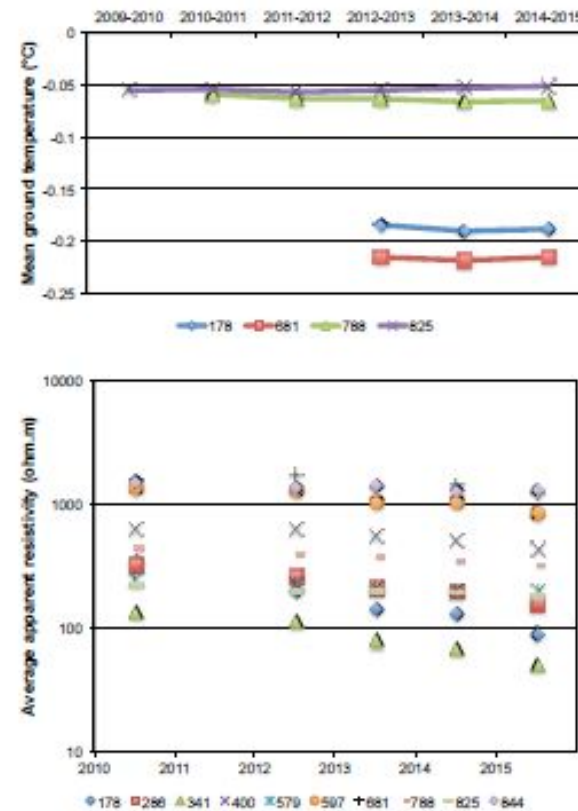 2009-2010 2010-2011 2011-2012 2012-2013 2013-2014 2014-2015
Mean ground temperature (°C)
0
-0.05
-0.1
-0.15
-0.2
-0.25
178 681 788 825
Average apparent resistivity (ohm.m)
10000
1000
100
10
2010 2011 2012 2013 2014 2015
178 286 341 400 579 597 681 788 825 844